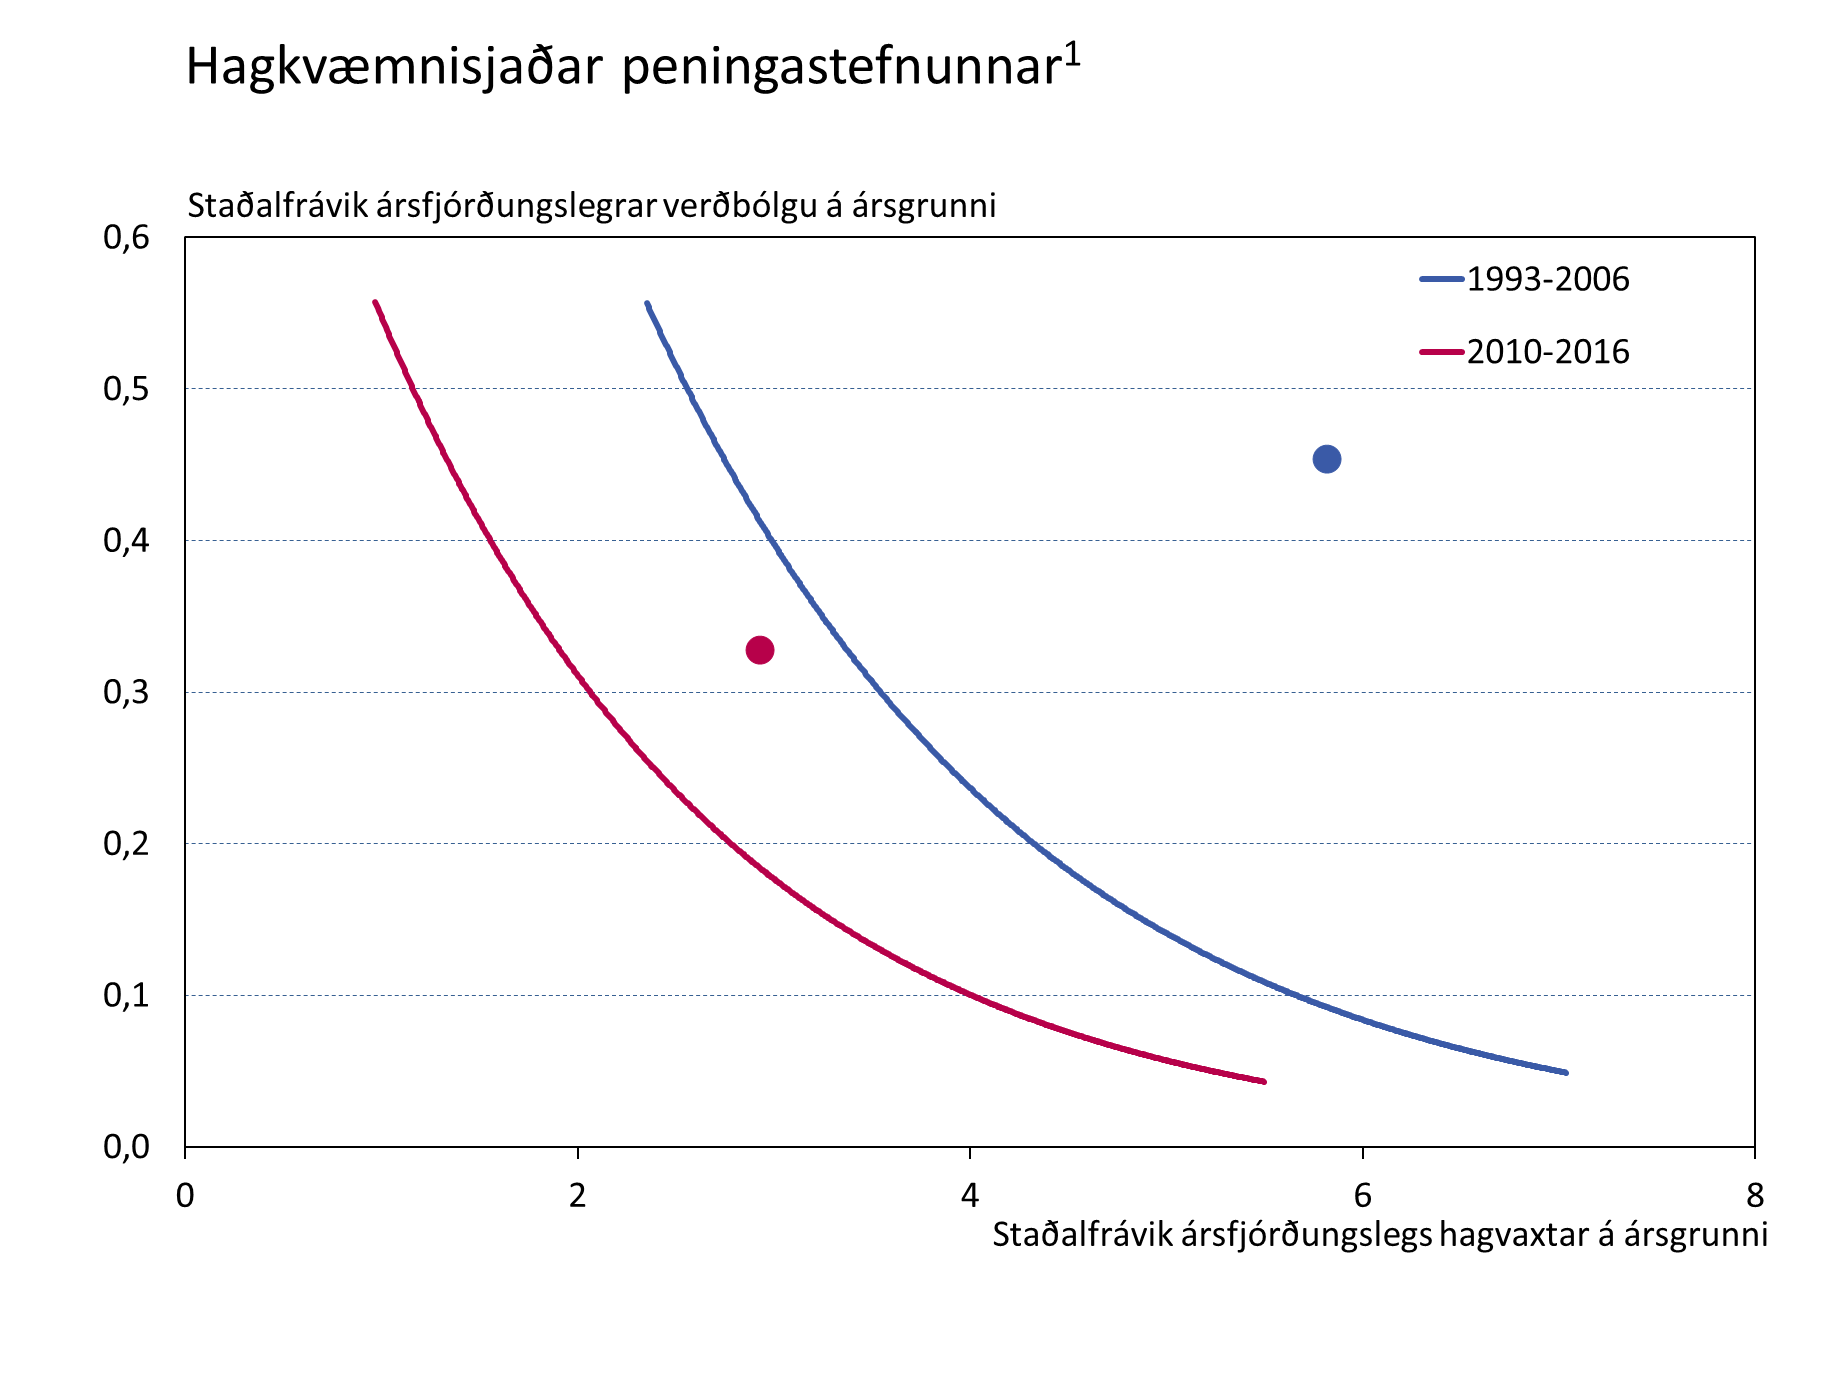 Hagkvæmnisjaðar peningastefnunnar¹
Staðalfrávik ársfjórðungslegrar verðbólgu á ársgrunni
0,6
1993-2006
2010-2016
0,5
0,4
0,3
0,2
0,1
0,0
0 2 4 6 8
Staðalfrávik ársfjórðungslegs hagvaxtar á ársgrunni